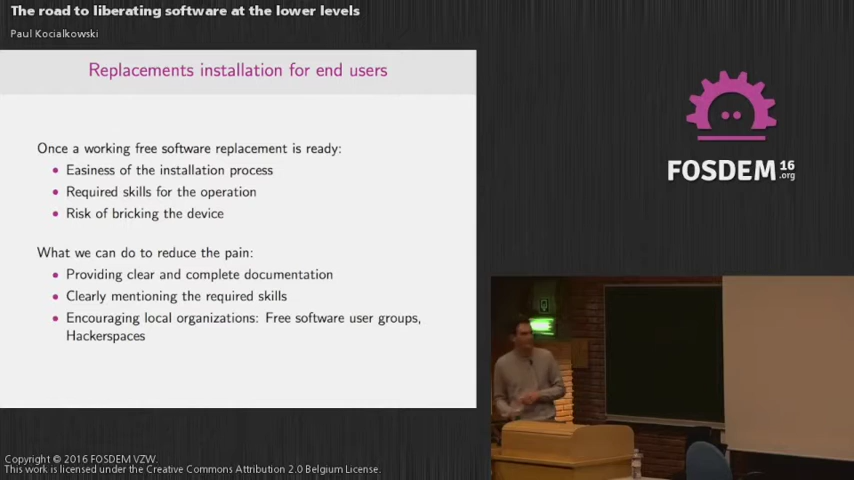 The road to liberating software at the lower levels
Paul Kocialkowski
Replacements installation for end users
Once a working free software replacement is ready:
• Easiness of the installation process
• Required skills for the operation
• Risk of bricking the device
What we can do to reduce the pain:
• Providing clear and complete documentation
• Clearly mentioning the required skills
• Encouraging local organizations: Free software user groups,
Hackerspaces
FOSDEM 16
.org
Copyright © 2016 FOSDEM VZW.
This work is licensed under the Creative Commons Attribution 2.0 Belgium License.